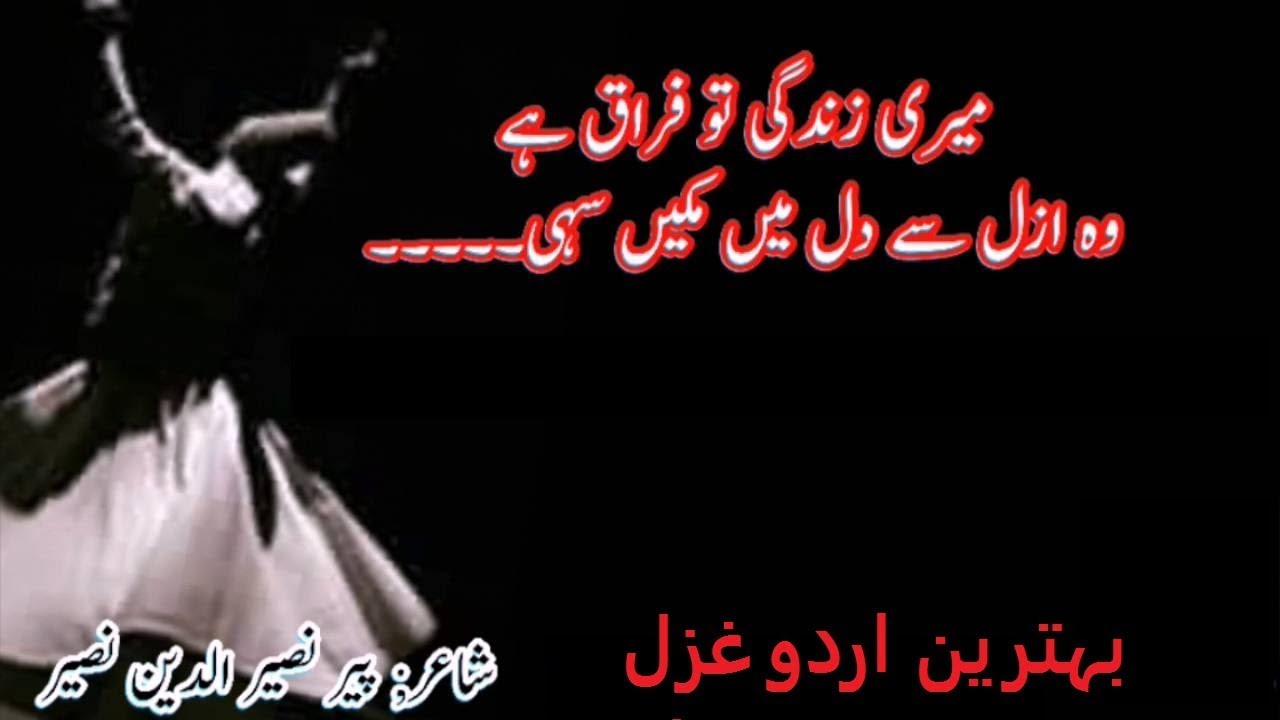 میری زندگی تو فراق ہے
وہ ازل سے دل میں مکیں سہی-----
شاعر: پیر نصیر الدین نصیر
بہترین اردو غزل